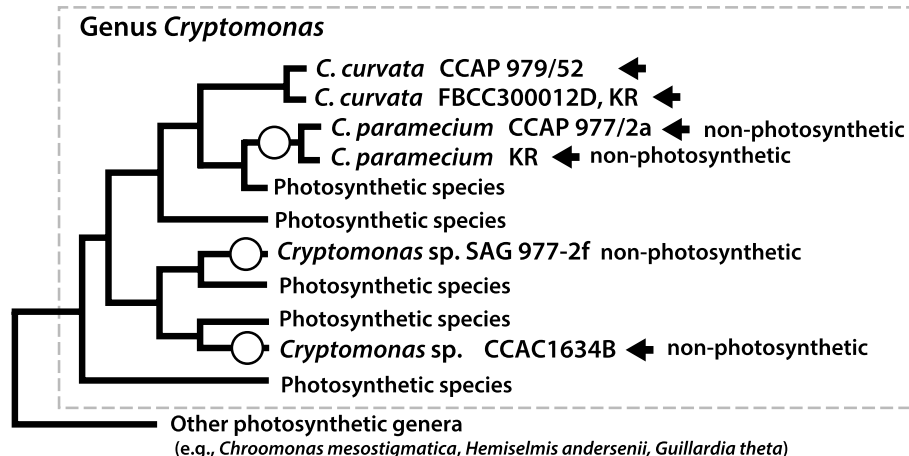 Genus Cryptomonas
C. curvata CCAP 979/52
C. curvata FBCC300012D, KR
C. paramecium CCAP 977/2a non-photosynthetic
C. paramecium KR non-photosynthetic
Photosynthetic species
Photosynthetic species
Cryptomonas sp. SAG 977-2f non-photosynthetic
Photosynthetic species
Photosynthetic species
Cryptomonas sp. CCAC1634B non-photosynthetic
Photosynthetic species
Other photosynthetic genera
(e.g., Chroomonas mesostigmatica, Hemiselmis andersenii, Guillardia theta)